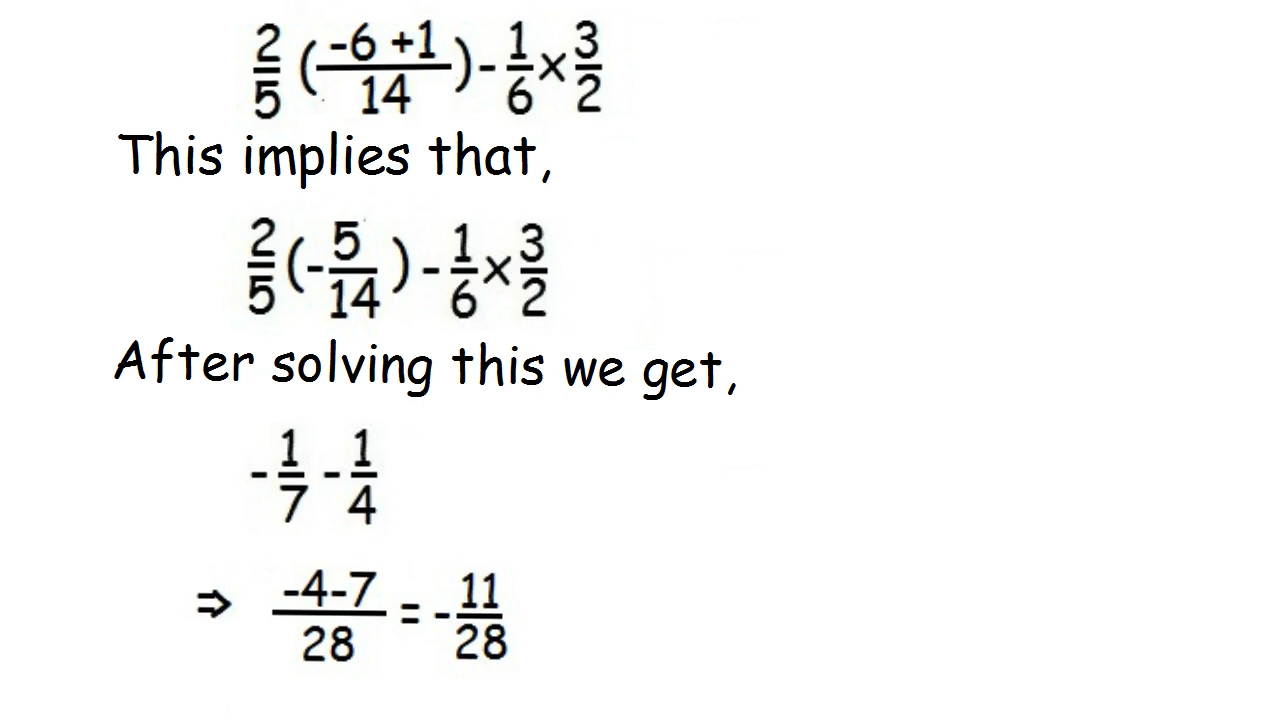 2/5 (-6 +1/14) - 1/6 × 3/2
This implies that,
2/5 (-5/14) - 1/6 × 3/2
After solving this we get,
-1/7 - 1/4
⇒ -4-7/28 = -11/28